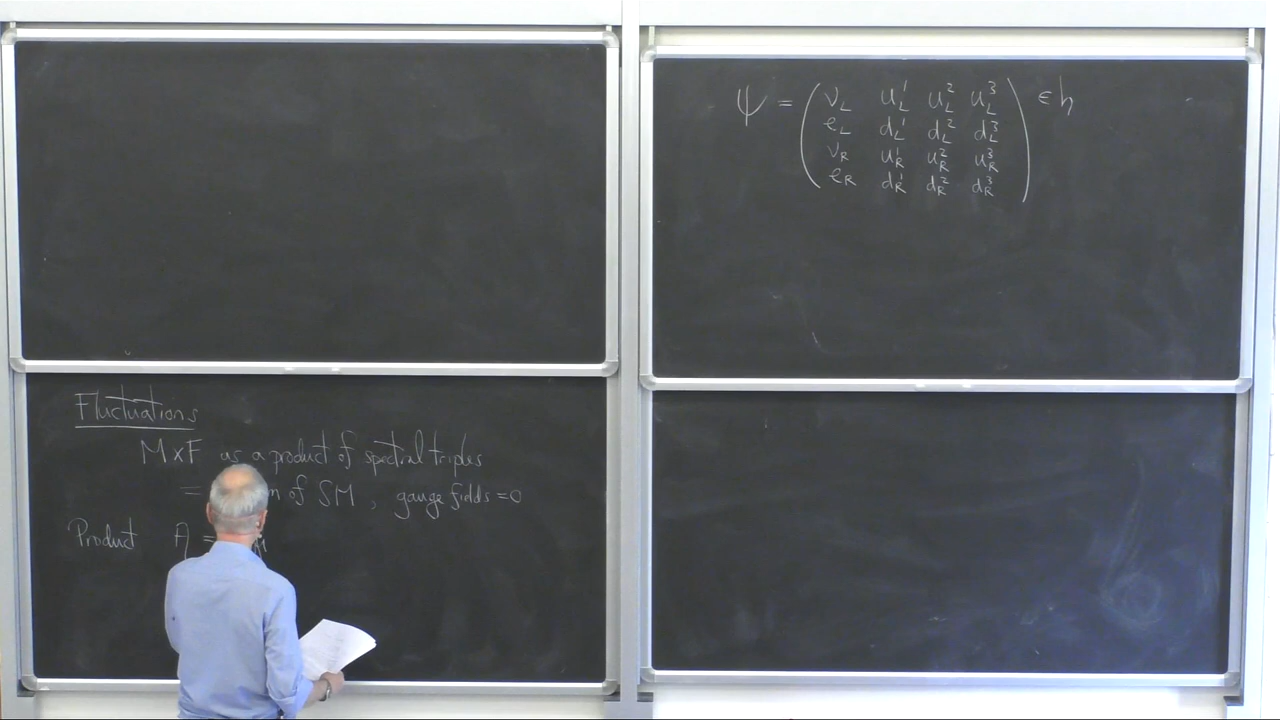 Fluctuations
M×F as a product of spectral triples
= of SM, gauge fields = 0
Product A =
ψ = ( ν_L u_L^1 u_L^2 u_L^3 ) ∈ h
e_L d_L^1 d_L^2 d_L^3
ν_R u_R^1 u_R^2 u_R^3
e_R d_R^1 d_R^2 d_R^3